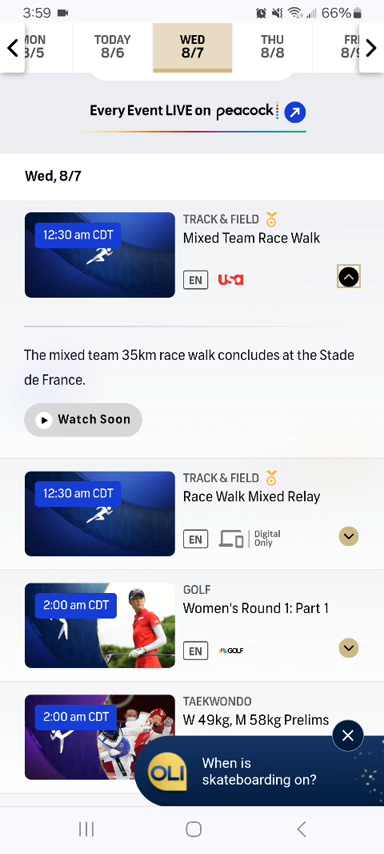 3:59
66%
MON
8/5
TODAY
8/6
WED
8/7
THU
8/8
FRI
8/9
Every Event LIVE on peacock
Wed, 8/7
12:30 am CDT
TRACK & FIELD
Mixed Team Race Walk
EN
USA
The mixed team 35km race walk concludes at the Stade
de France.
Watch Soon
12:30 am CDT
TRACK & FIELD
Race Walk Mixed Relay
EN
Digital
Only
2:00 am CDT
GOLF
Women's Round 1: Part 1
EN
GOLF
2:00 am CDT
TAEKWONDO
W 49kg, M 58kg Prelims
OLI
When is
skateboarding on?